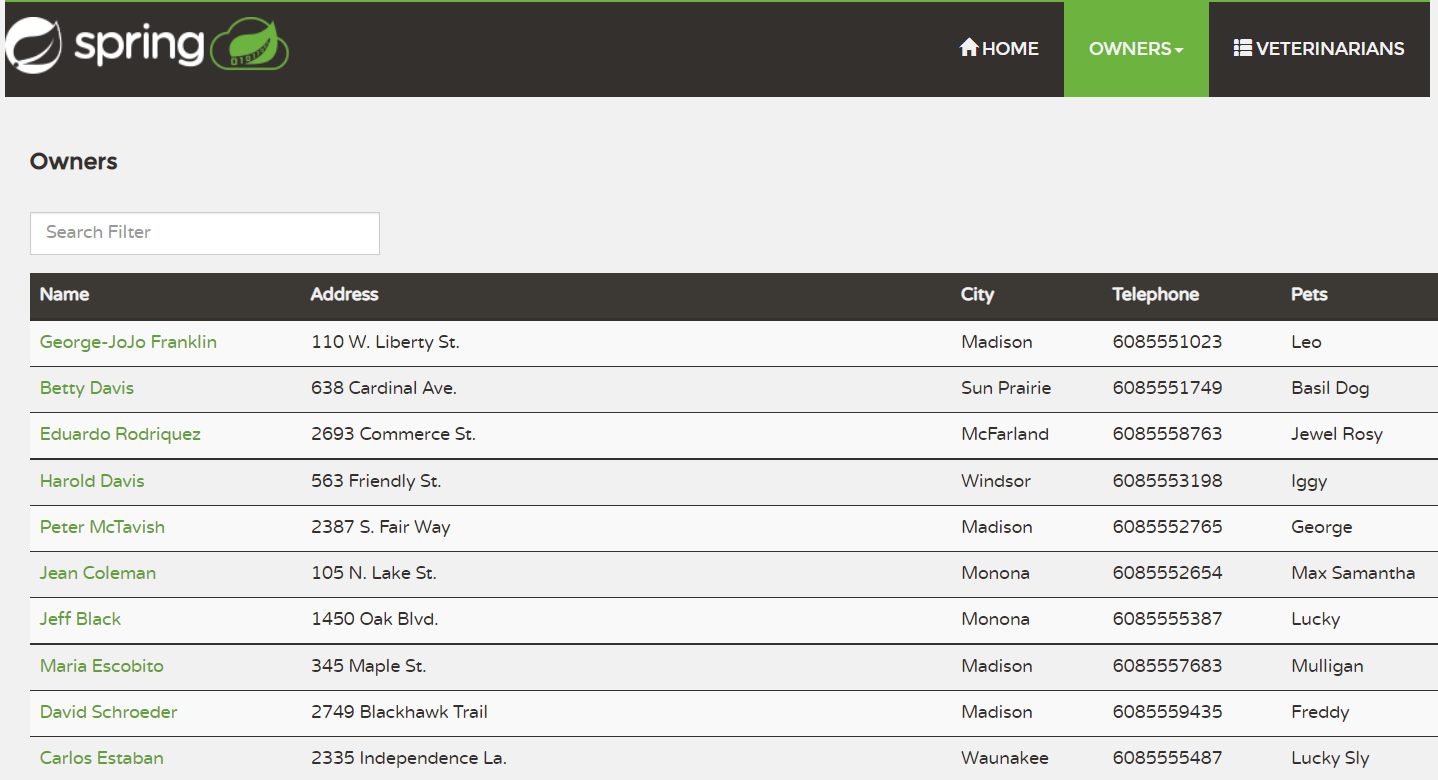 spring HOME OWNERS VETERINARIANS
Owners
Search Filter
Name Address City Telephone Pets
George-JoJo Franklin 110 W. Liberty St. Madison 6085551023 Leo
Betty Davis 638 Cardinal Ave. Sun Prairie 6085551749 Basil Dog
Eduardo Rodriquez 2693 Commerce St. McFarland 6085558763 Jewel Rosy
Harold Davis 563 Friendly St. Windsor 6085553198 Iggy
Peter McTavish 2387 S. Fair Way Madison 6085552765 George
Jean Coleman 105 N. Lake St. Monona 6085552654 Max Samantha
Jeff Black 1450 Oak Blvd. Monona 6085555387 Lucky
Maria Escobito 345 Maple St. Madison 6085557683 Mulligan
David Schroeder 2749 Blackhawk Trail Madison 6085559435 Freddy
Carlos Estaban 2335 Independence La. Waunakee 6085555487 Lucky Sly